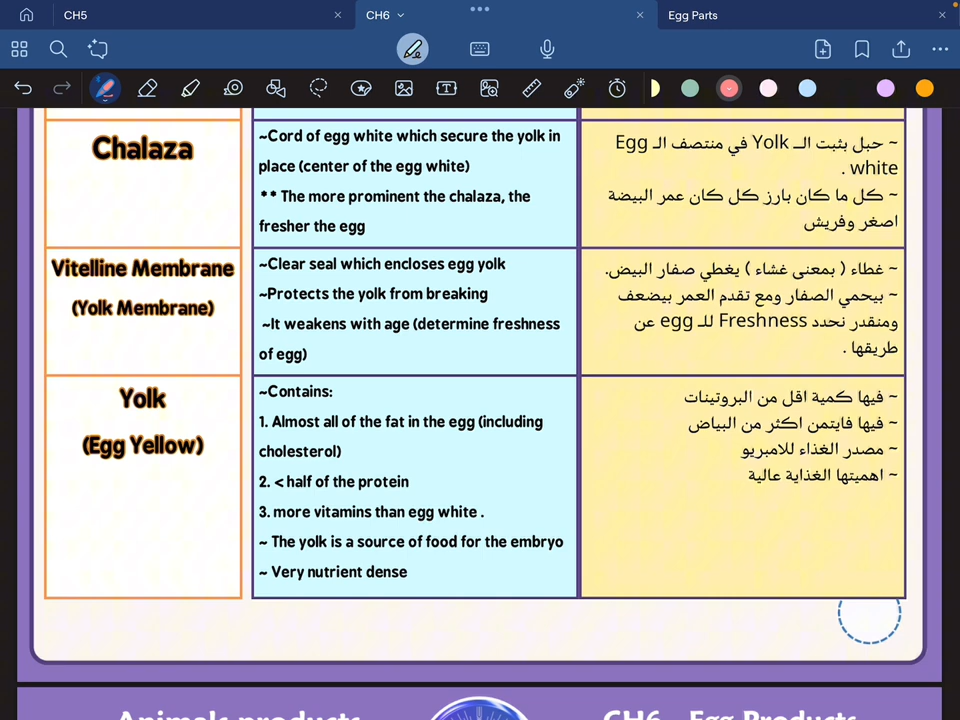 CH5
CH6
Egg Parts
Chalaza
~Cord of egg white which secure the yolk in
place (center of the egg white)
** The more prominent the chalaza, the
fresher the egg
~ حبل بثبت الــ Yolk في منتصف الـ Egg
white .
~ كل ما كان بارز كل كان عمر البيضة
اصغر وفريش
Vitelline Membrane
(Yolk Membrane)
~Clear seal which encloses egg yolk
~Protects the yolk from breaking
~It weakens with age (determine freshness
of egg)
~ غطاء ( بمعنى غشاء ) يغطي صفار البيض.
~ بيحمي الصفار ومع تقدم العمر بيضعف
ومنقدر نحدد Freshness للـ egg عن
طريقها .
Yolk
(Egg Yellow)
~Contains:
1. Almost all of the fat in the egg (including
cholesterol)
2. < half of the protein
3. more vitamins than egg white .
~ The yolk is a source of food for the embryo
~ Very nutrient dense
~ فيها كمية اقل من البروتينات
~ فيها فايتمن اكثر من البياض
~ مصدر الغذاء للامبريو
~ اهميتها الغذاية عالية
Animals products
CH6 - Egg Products